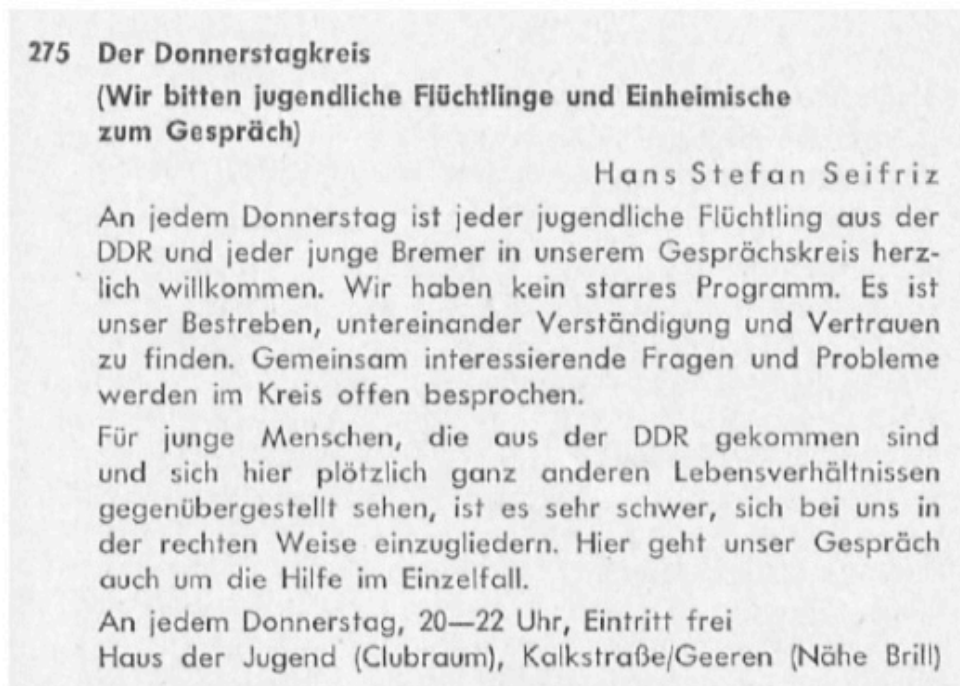 275 Der Donnerstagkreis
(Wir bitten jugendliche Flüchtlinge und Einheimische
zum Gespräch)
Hans Stefan Seifriz
An jedem Donnerstag ist jeder jugendliche Flüchtling aus der
DDR und jeder junge Bremer in unserem Gesprächskreis herz-
lich willkommen. Wir haben kein starres Programm. Es ist
unser Bestreben, untereinander Verständigung und Vertrauen
zu finden. Gemeinsam interessierende Fragen und Probleme
werden im Kreis offen besprochen.
Für junge Menschen, die aus der DDR gekommen sind
und sich hier plötzlich ganz anderen Lebensverhältnissen
gegenübergestellt sehen, ist es sehr schwer, sich bei uns in
der rechten Weise einzugliedern. Hier geht unser Gespräch
auch um die Hilfe im Einzelfall.
An jedem Donnerstag, 20—22 Uhr, Eintritt frei
Haus der Jugend (Clubraum), Kalkstraße/Geeren (Nähe Brill)